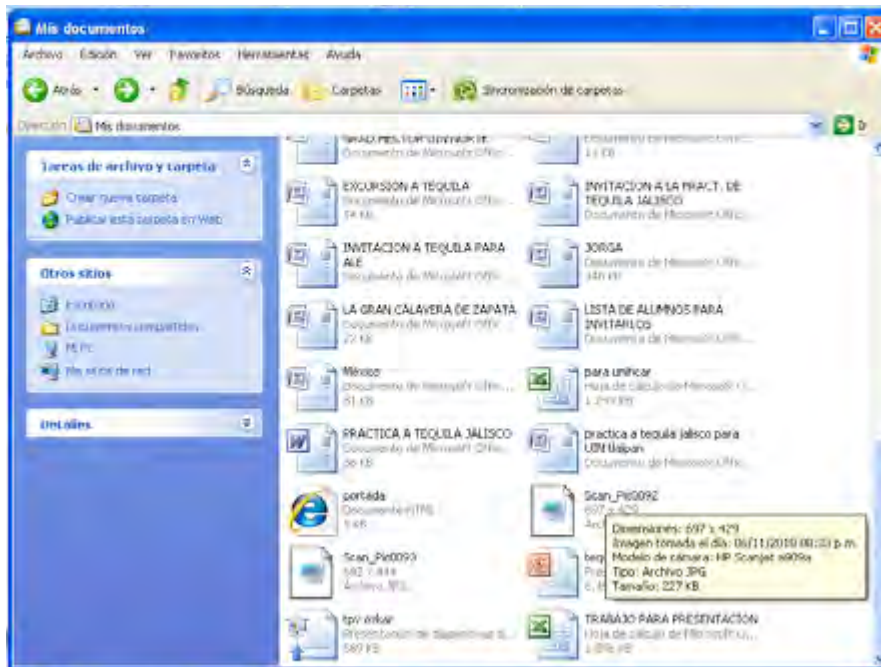 Mis documentos
Archivo Edición Ver Favoritos Herramientas Ayuda
Atrás Búsqueda Carpetas Sincronización de carpetas
Dirección Mis documentos
Tareas de archivo y carpeta
Crear nueva carpeta
Publicar esta carpeta en Web
Otros sitios
Escritorio
Documentos compartidos
Mi PC
Mis sitios de red
Detalles
Documento de Microsoft Offic...
Documento de Microsoft Offic...
EXCURSION A TEQUILA
Documento de Microsoft Offic...
INVITACION A LA PRACT. DE
TEQUILA JALISCO
Documento de Microsoft Offic...
INVITACION A TEQUILA PARA
ALE
Documento de Microsoft Offic...
JORGA
Documento de Microsoft Offic...
LA GRAN CALAVERA DE ZAPATA
Documento de Microsoft Offic...
LISTA DE ALUMNOS PARA
INVITARLOS
Documento de Microsoft Offic...
México
Documento de Microsoft Offic...
para unificar
Hoja de cálculo de Microsoft O...
PRACTICA A TEQUILA JALISCO
Documento de Microsoft Offic...
practica a tequila jalisco para
Documento de Microsoft Offic...
portada
Documento HTML
Scan_Pic0092
697 x 429
Scan_Pic0093
Archivo JPG
Dimensiones: 697 x 429
Imagen tomada el día: 06/11/2010
Modelo de cámara: HP Scanjet
Tipo: Archivo JPG
Tamaño: 227 KB
Presentación de diapositivas d...
TRABAJO PARA PRESENTACION
Hoja de cálculo de Microsoft O...